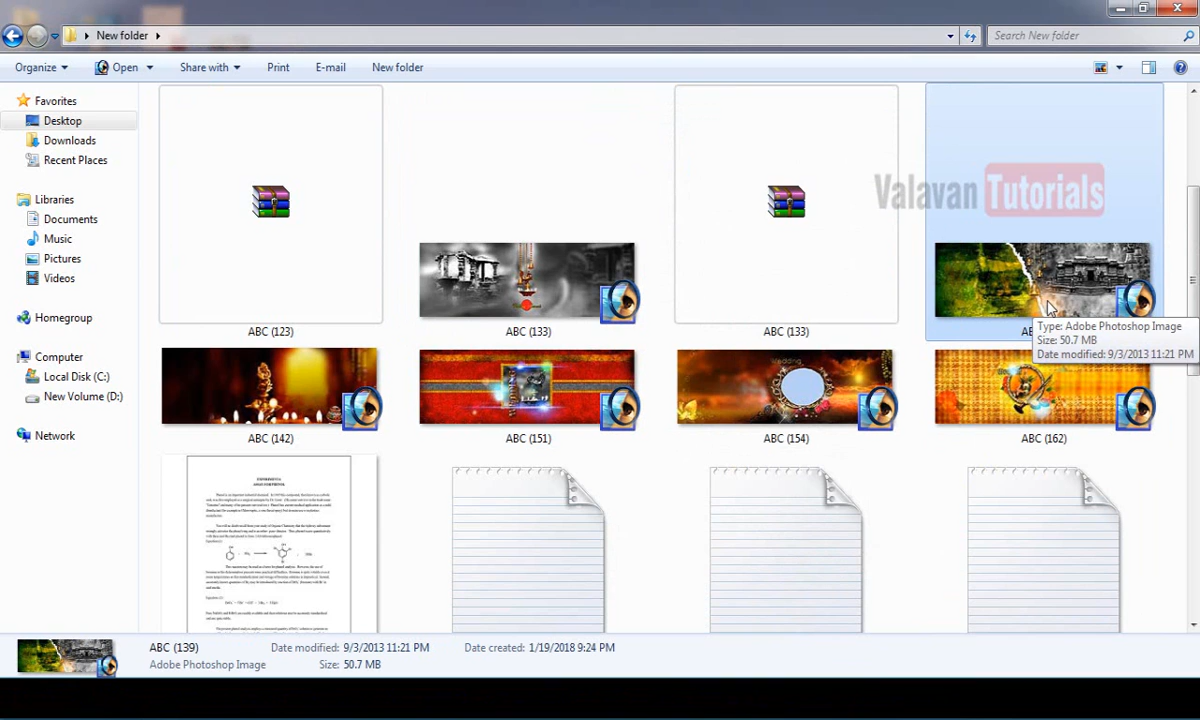 New folder
Search New folder
Organize
Open
Share with
Print
E-mail
New folder
Favorites
Desktop
Downloads
Recent Places
Libraries
Documents
Music
Pictures
Videos
Homegroup
Computer
Local Disk (C:)
New Volume (D:)
Network
Valavan Tutorials
ABC (123)
ABC (133)
ABC (133)
Type: Adobe Photoshop Image
Size: 50.7 MB
Date modified: 9/3/2013 11:21 PM
ABC (142)
ABC (151)
ABC (154)
ABC (162)
ABC (139)
Date modified: 9/3/2013 11:21 PM
Date created: 1/19/2018 9:24 PM
Adobe Photoshop Image
Size: 50.7 MB